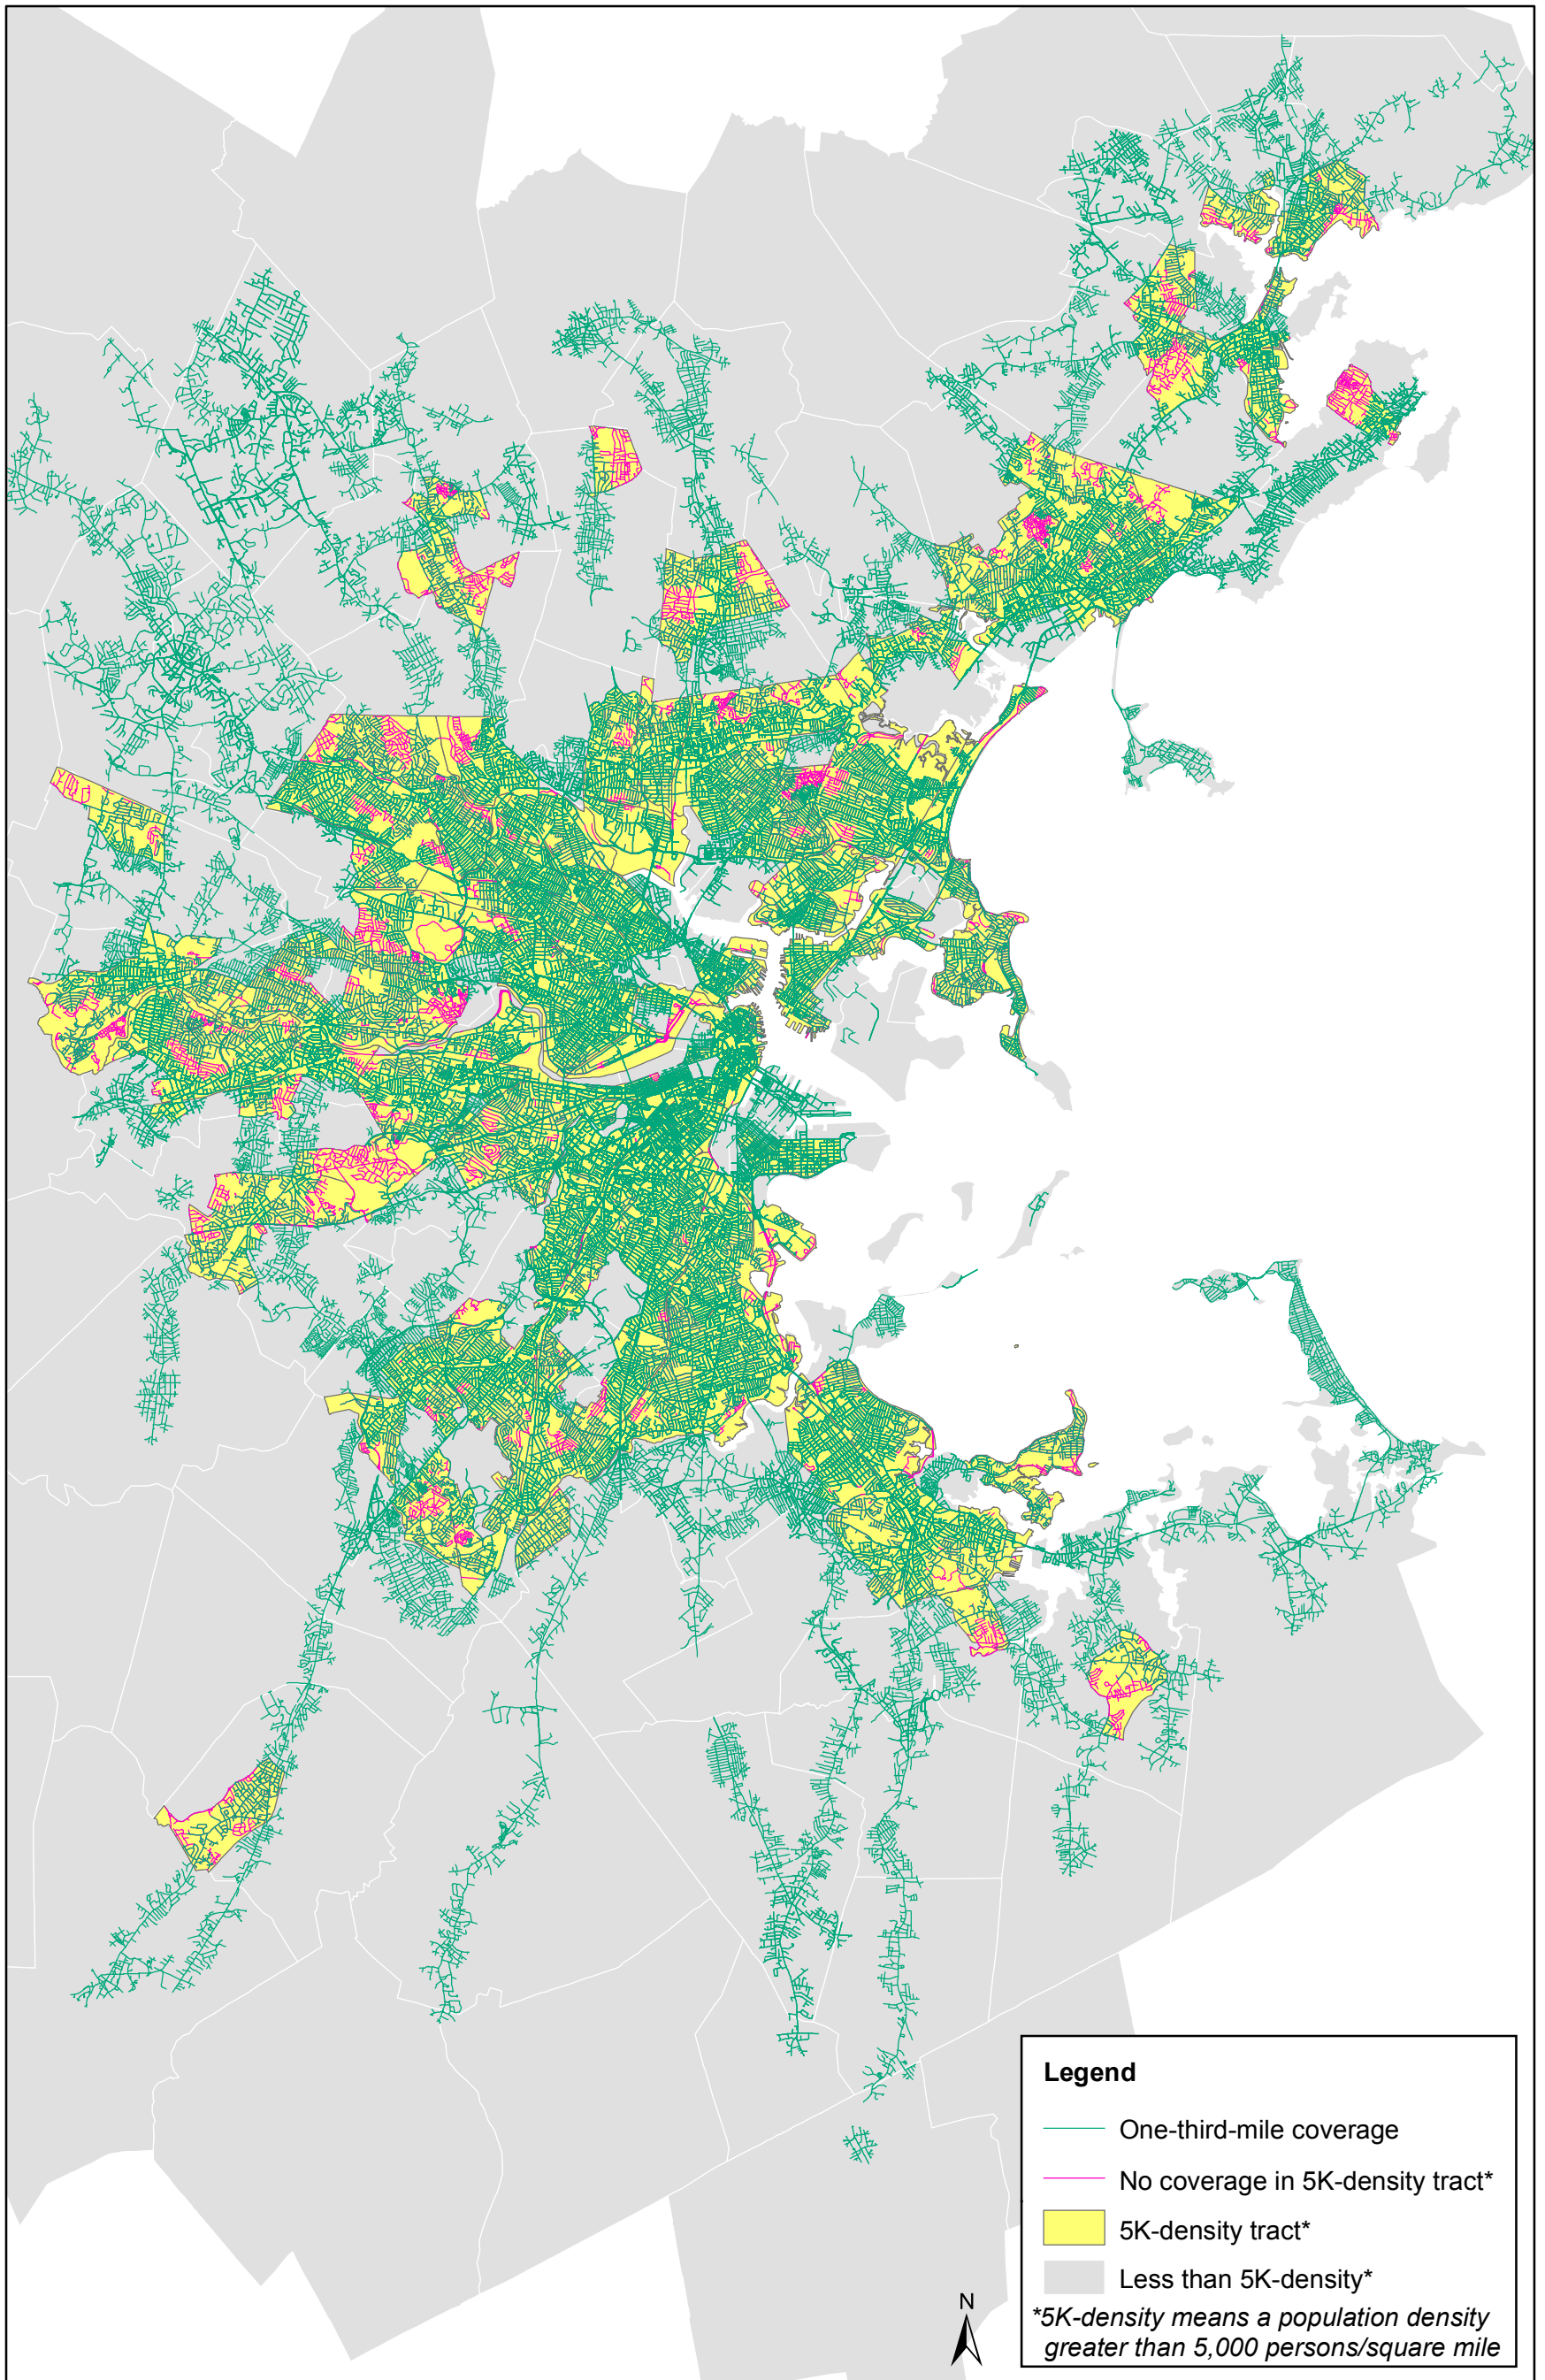 Legend
One-third-mile coverage
No coverage in 5K-density tract*
5K-density tract*
Less than 5K-density*
N
*5K-density means a population density
greater than 5,000 persons/square mile